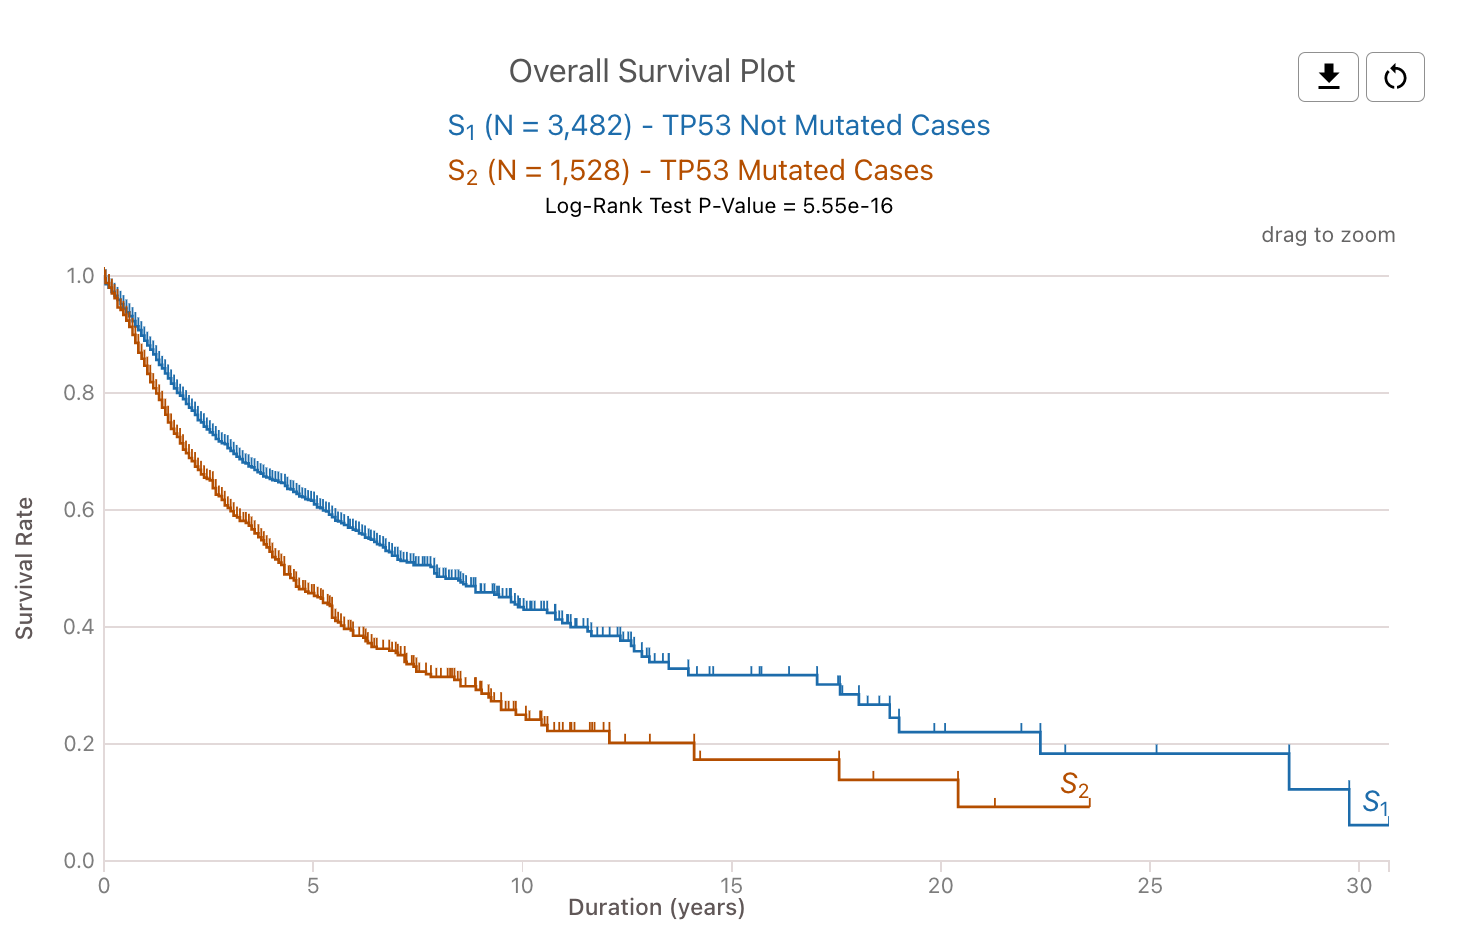 Overall Survival Plot
S₁ (N = 3,482) - TP53 Not Mutated Cases
S₂ (N = 1,528) - TP53 Mutated Cases
Log-Rank Test P-Value = 5.55e-16
drag to zoom
1.0
0.8
0.6
0.4
0.2
0.0
Survival Rate
S₂
S₁
0 5 10 15 20 25 30
Duration (years)